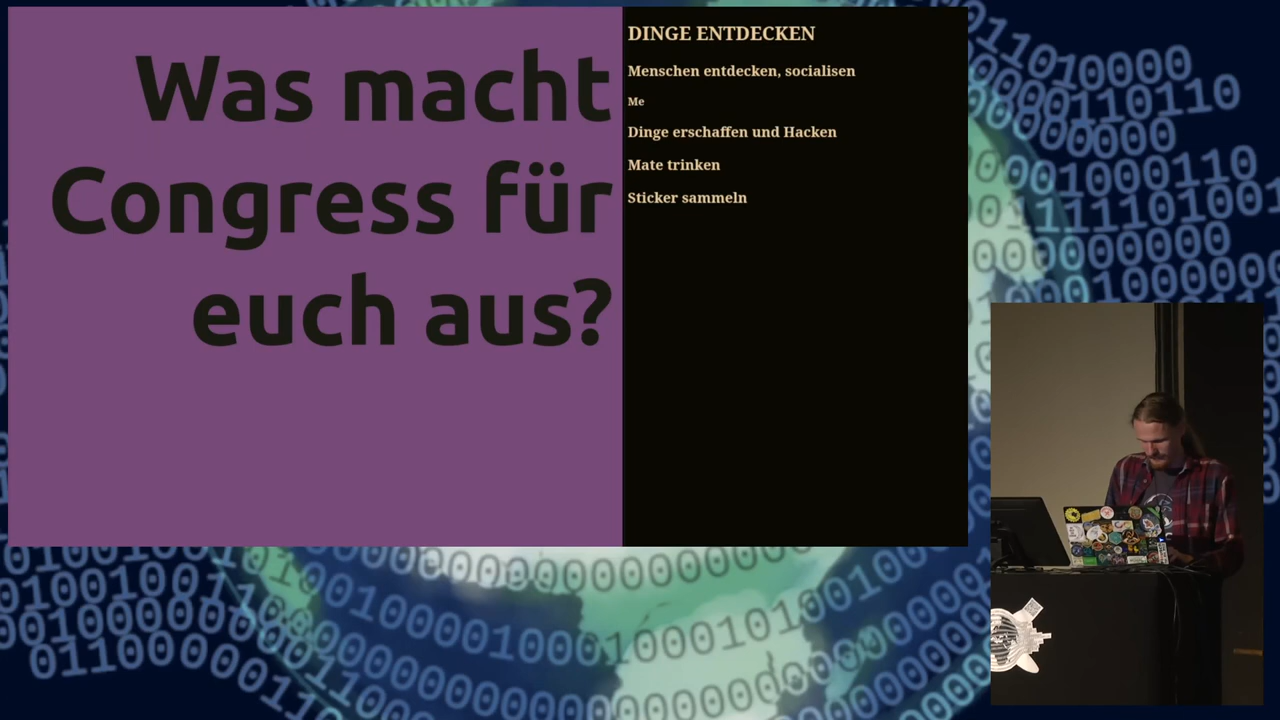 Was macht
Congress für
euch aus?
DINGE ENTDECKEN
Menschen entdecken, socialisen
Me
Dinge erschaffen und Hacken
Mate trinken
Sticker sammeln